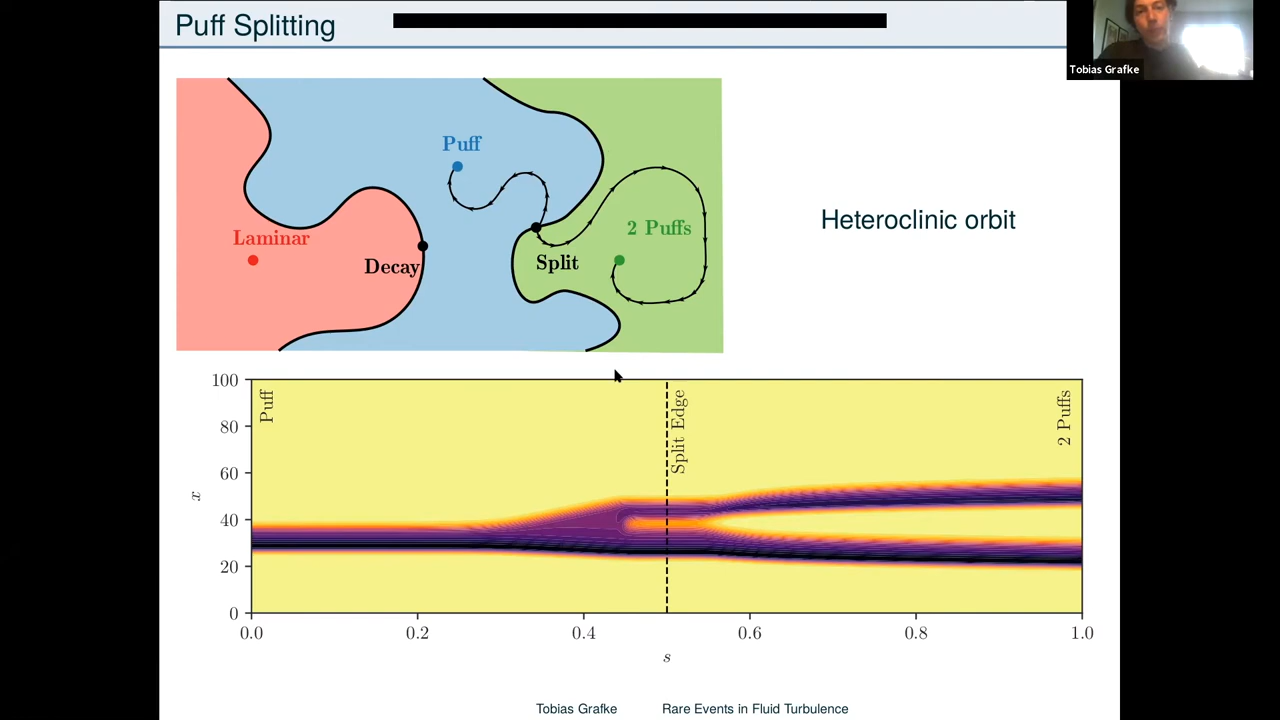 Puff Splitting
Tobias Grafke
Puff
Laminar
Decay
Split
2 Puffs
Heteroclinic orbit
100
80
60
40
20
0
x
Puff
Split Edge
2 Puffs
0.0 0.2 0.4 0.6 0.8 1.0
s
Tobias Grafke Rare Events in Fluid Turbulence